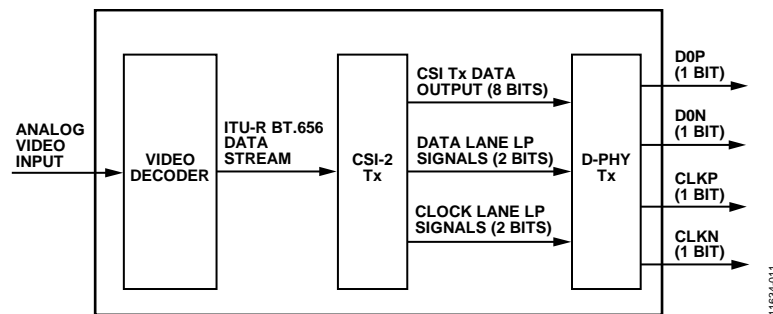 ANALOG
VIDEO
INPUT
VIDEO
DECODER
ITU-R BT.656
DATA
STREAM
CSI-2
Tx
CSI Tx DATA
OUTPUT (8 BITS)
DATA LANE LP
SIGNALS (2 BITS)
CLOCK LANE LP
SIGNALS (2 BITS)
D-PHY
Tx
D0P
(1 BIT)
D0N
(1 BIT)
CLKP
(1 BIT)
CLKN
(1 BIT)
11634-011